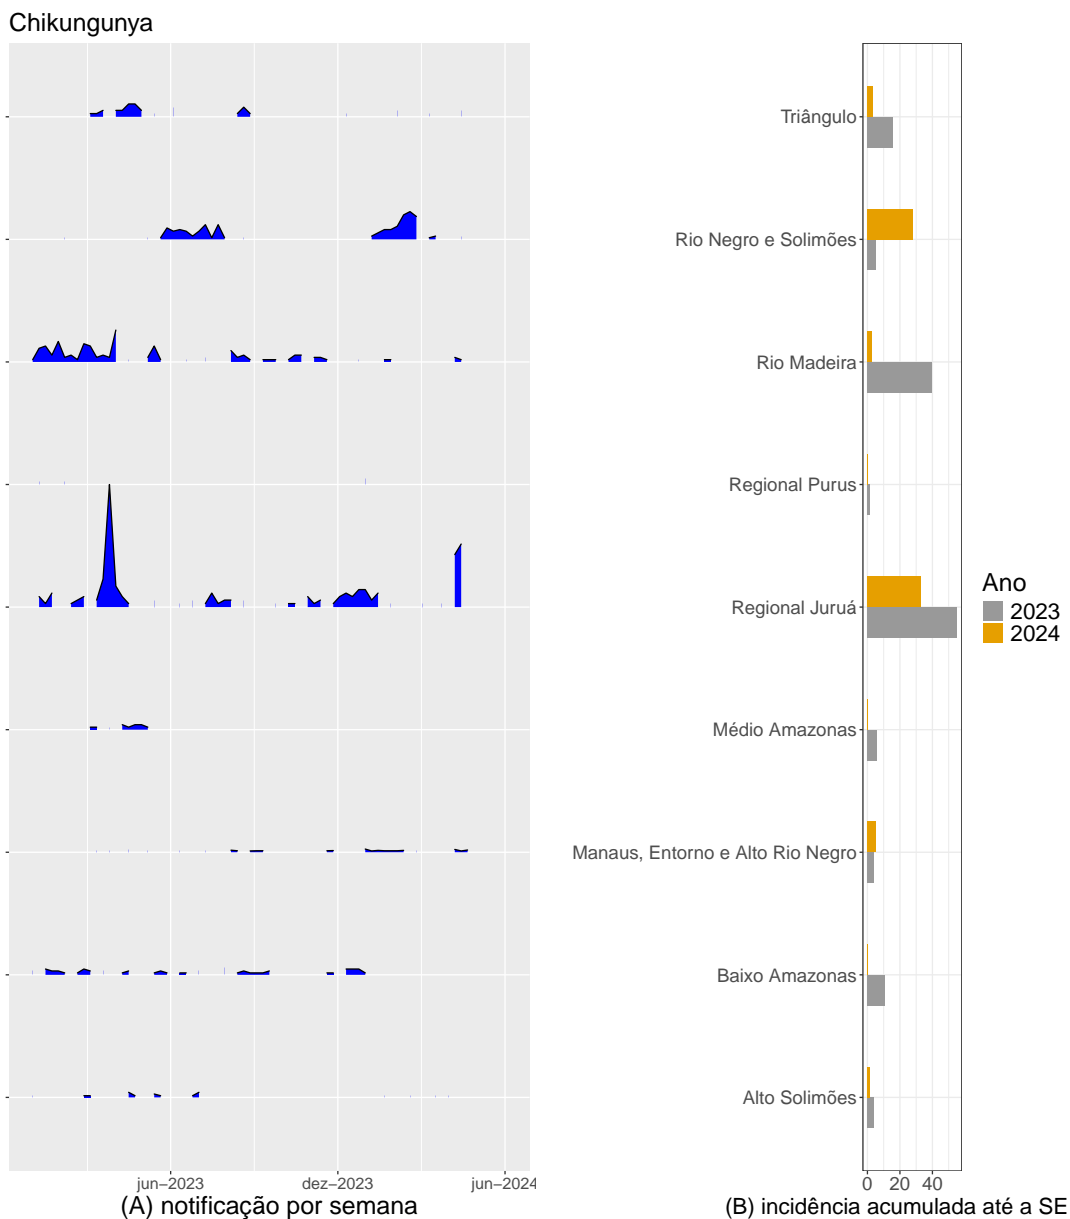 Chikungunya
Triângulo
Rio Negro e Solimões
Rio Madeira
Regional Purus
Regional Juruá
Médio Amazonas
Manaus, Entorno e Alto Rio Negro
Baixo Amazonas
Alto Solimões
Ano
2023
2024
jun−2023
dez−2023
jun−2024
0 20 40
(A) notificação por semana
(B) incidência acumulada até a SE